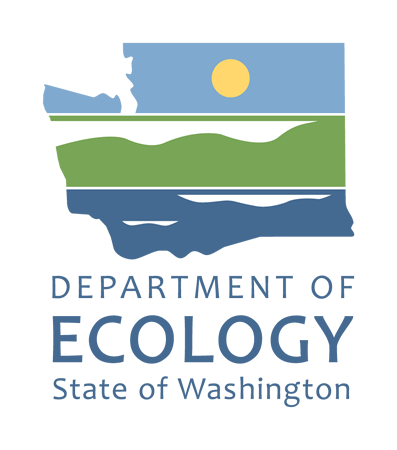 DEPARTMENT OF
ECOLOGY
State of Washington